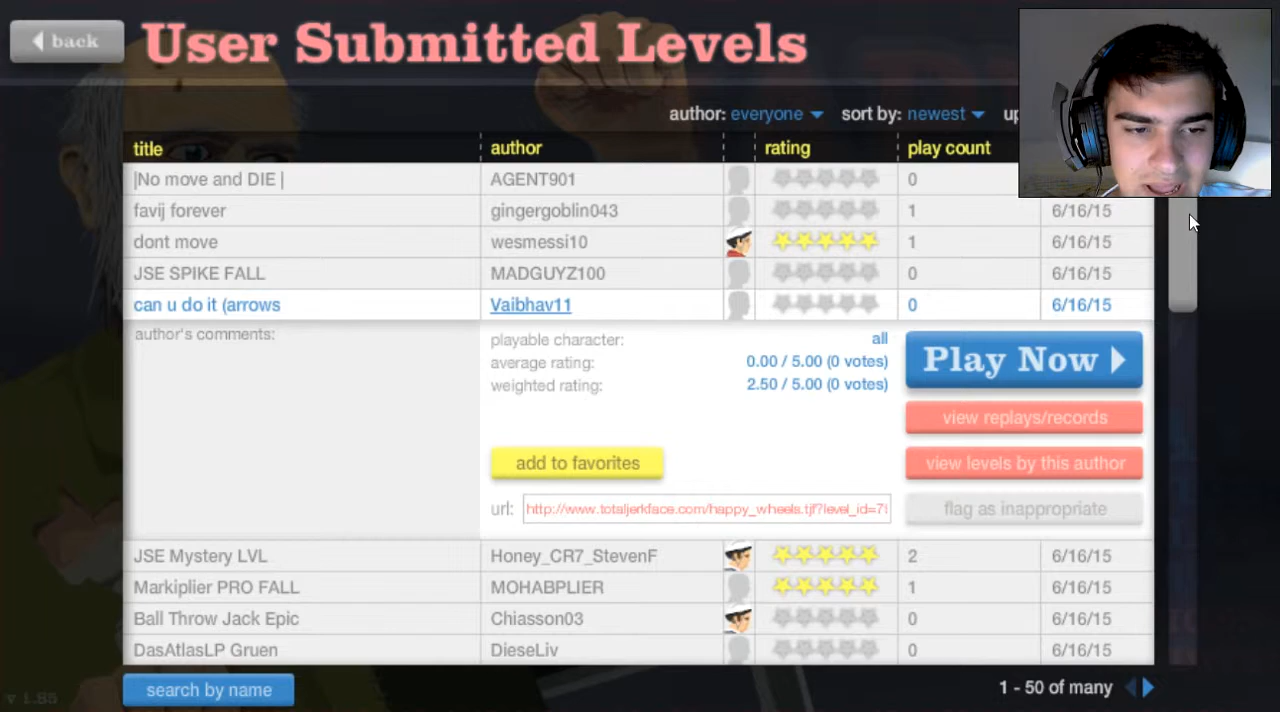 back
User Submitted Levels
author: everyone sort by: newest up
title author rating play count
|No move and DIE | AGENT901 0
favij forever gingergoblin043 1 6/16/15
dont move wesmessi10 1 6/16/15
JSE SPIKE FALL MADGUYZ100 0 6/16/15
can u do it (arrows Vaibhav11 0 6/16/15
author's comments:
playable character: all
average rating: 0.00 / 5.00 (0 votes)
weighted rating: 2.50 / 5.00 (0 votes)
Play Now
view replays/records
add to favorites
view levels by this author
url: http://www.totaljerkface.com/happy_wheels.tjf?level_id=7
flag as inappropriate
JSE Mystery LVL Honey_CR7_StevenF 2 6/16/15
Markiplier PRO FALL MOHABPLIER 1 6/16/15
Ball Throw Jack Epic Chiasson03 0 6/16/15
DasAtlasLP Gruen DieseLiv 0 6/16/15
search by name
1 - 50 of many
v 1.85